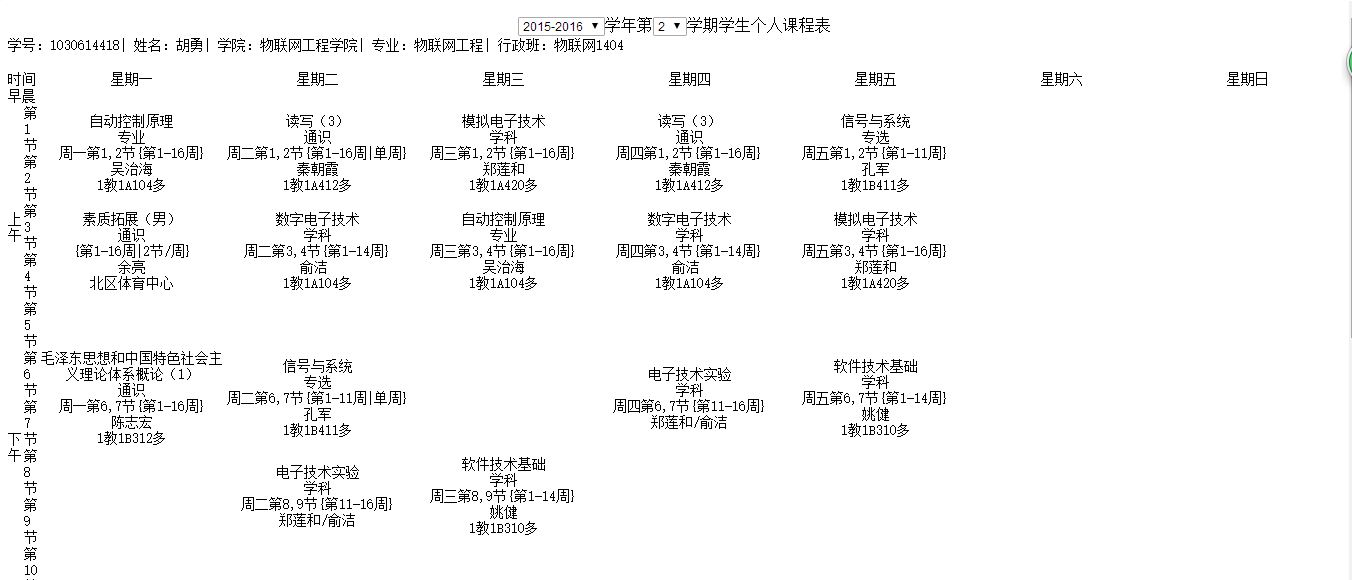 2015-2016 学年第 2 学期学生个人课程表
学号：1030614418| 姓名：胡勇| 学院：物联网工程学院| 专业：物联网工程| 行政班：物联网1404
时间 星期一 星期二 星期三 星期四 星期五 星期六 星期日
早晨
上午
第
1
节
自动控制原理
专业
周一第1,2节{第1-16周}
吴治海
1教1A104多
读写（3）
通识
周二第1,2节{第1-16周|单周}
秦朝霞
1教1A412多
模拟电子技术
学科
周三第1,2节{第1-16周}
郑莲和
1教1A420多
读写（3）
通识
周四第1,2节{第1-16周}
秦朝霞
1教1A412多
信号与系统
专选
周五第1,2节{第1-11周}
孔军
1教1B411多
第
2
节
第
3
节
素质拓展（男）
通识
{第1-16周|2节/周}
余亮
北区体育中心
数字电子技术
学科
周二第3,4节{第1-14周}
俞洁
1教1A104多
自动控制原理
专业
周三第3,4节{第1-16周}
吴治海
1教1A104多
数字电子技术
学科
周四第3,4节{第1-14周}
俞洁
1教1A104多
模拟电子技术
学科
周五第3,4节{第1-16周}
郑莲和
1教1A420多
第
4
节
第
5
节
下午
第
6
节
毛泽东思想和中国特色社会主
义理论体系概论（1）
通识
周一第6,7节{第1-16周}
陈志宏
1教1B312多
信号与系统
专选
周二第6,7节{第1-11周|单周}
孔军
1教1B411多
电子技术实验
学科
周四第6,7节{第11-16周}
郑莲和/俞洁
软件技术基础
学科
周五第6,7节{第1-14周}
姚健
1教1B310多
第
7
节
第
8
节
电子技术实验
学科
周二第8,9节{第11-16周}
郑莲和/俞洁
软件技术基础
学科
周三第8,9节{第1-14周}
姚健
1教1B310多
第
9
节
第
10